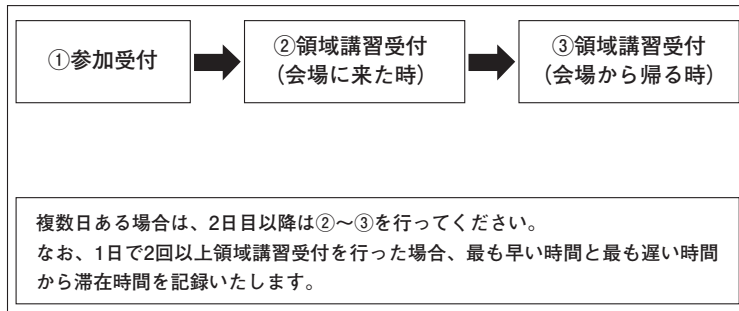 ①参加受付
②領域講習受付
(会場に来た時)
③領域講習受付
(会場から帰る時)
複数日ある場合は、2日目以降は②〜③を行ってください。
なお、1日で2回以上領域講習受付を行った場合、最も早い時間と最も遅い時間
から滞在時間を記録いたします。